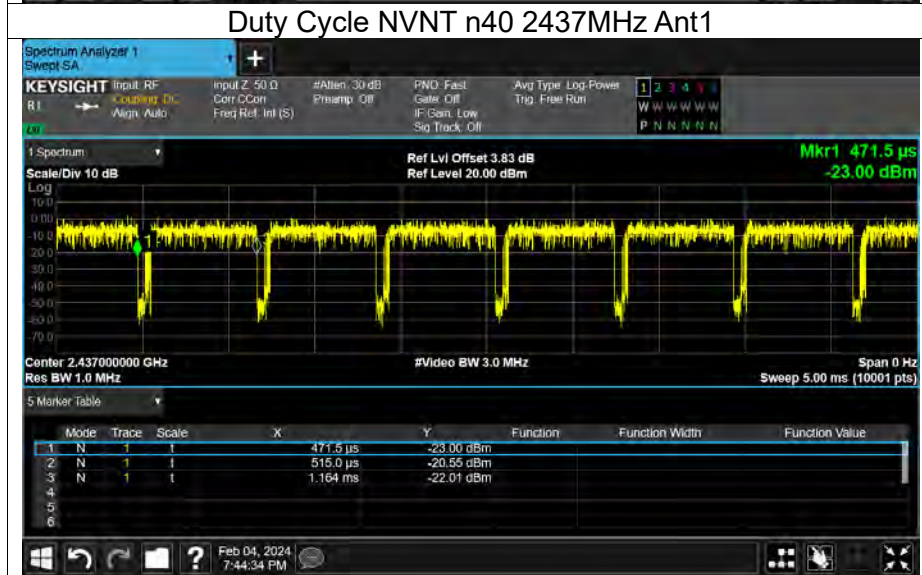 Duty Cycle NVNT n40 2437MHz Ant1
Spectrum Analyzer 1
Swept SA
+
KEYSIGHT Input: RF Input Z: 50 Ω #Atten: 30 dB PNO: Fast Avg Type: Log-Power 1 2 3 4 5 6
R L Coupling: DC Corr CCorr Preamp: Off Gate: Off Trig: Free Run W W W W W W
Align: Auto Freq Ref: Int (S) IF Gain: Low
Sig Track: Off P N N N N N
1 Spectrum Ref Lvl Offset 3.83 dB Mkr1 471.5 µs
Scale/Div 10 dB Ref Level 20.00 dBm -23.00 dBm
Log
10.0
0.00
-10.0
-20.0
-30.0
-40.0
-50.0
-60.0
-70.0
1
Center 2.437000000 GHz #Video BW 3.0 MHz Span 0 Hz
Res BW 1.0 MHz Sweep 5.00 ms (10001 pts)
5 Marker Table
Mode Trace Scale X Y Function Function Width Function Value
1 N 1 t 471.5 µs -23.00 dBm
2 N 1 t 515.0 µs -20.55 dBm
3 N 1 t 1.164 ms -22.01 dBm
4
5
6
? Feb 04, 2024
7:44:34 PM